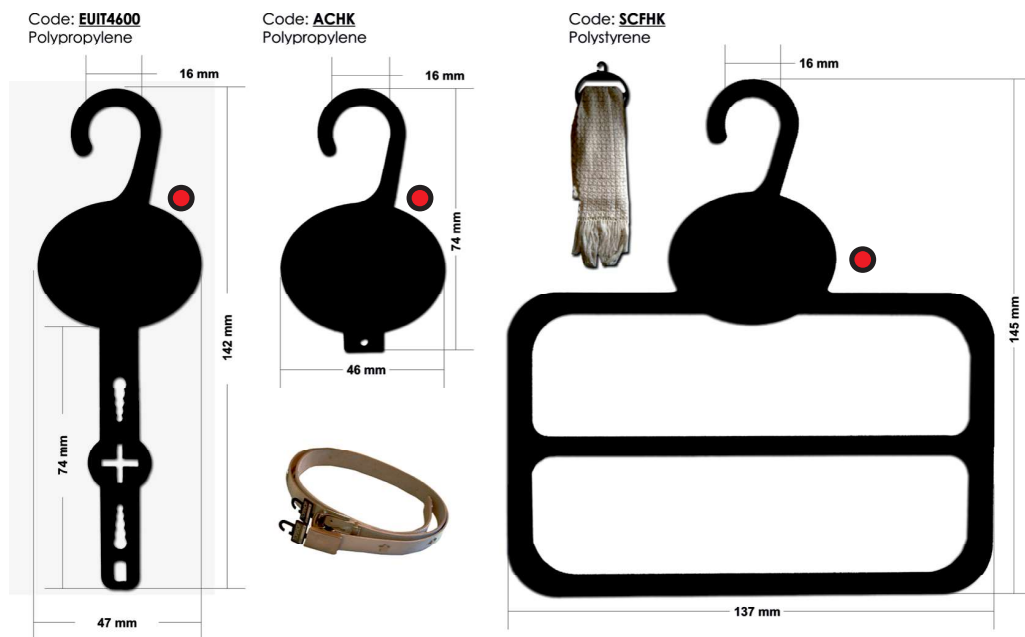 Code: EUIT4600
Polypropylene
16 mm
142 mm
74 mm
47 mm
Code: ACHK
Polypropylene
16 mm
74 mm
46 mm
Code: SCFHK
Polystyrene
16 mm
145 mm
137 mm